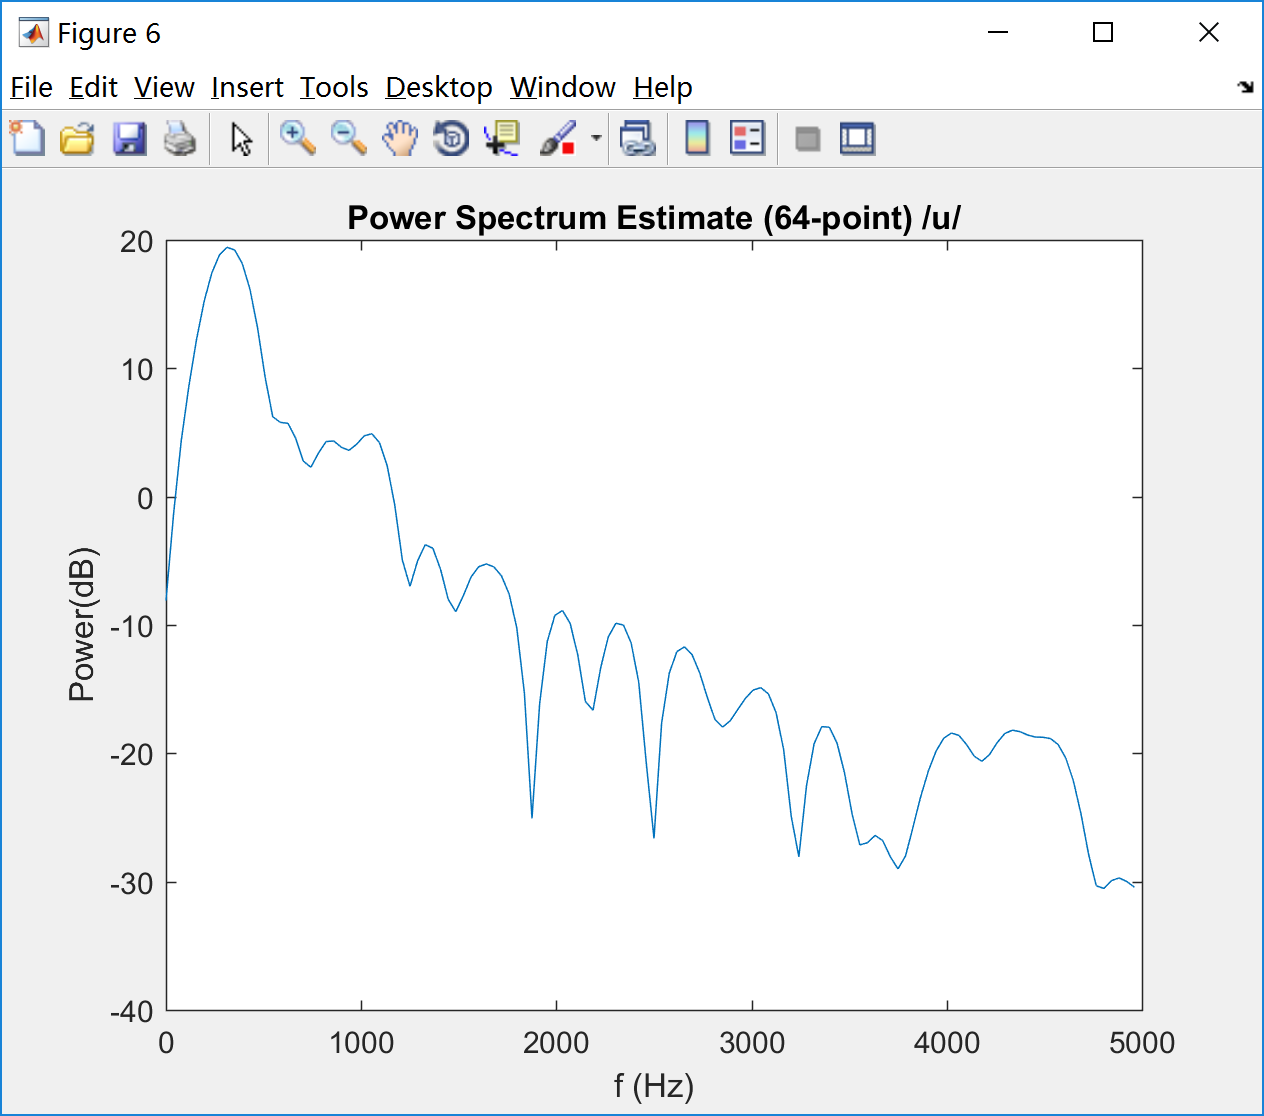 Figure 6
File Edit View Insert Tools Desktop Window Help
Power Spectrum Estimate (64-point) /u/
20
10
0
-10
-20
-30
-40
Power(dB)
0 1000 2000 3000 4000 5000
f (Hz)